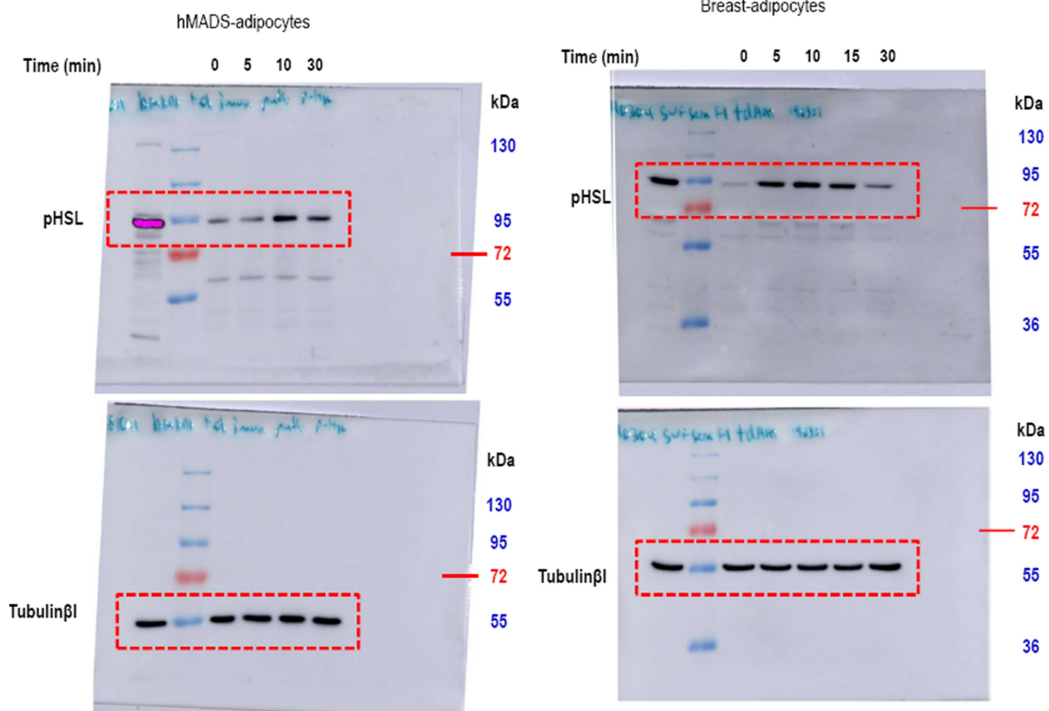 hMADS-adipocytes
Time (min) 0 5 10 30
kDa
130
95
72
55
pHSL
kDa
130
95
72
55
TubulinβI
Breast-adipocytes
Time (min) 0 5 10 15 30
kDa
130
95
72
55
36
pHSL
kDa
130
95
72
55
36
TubulinβI